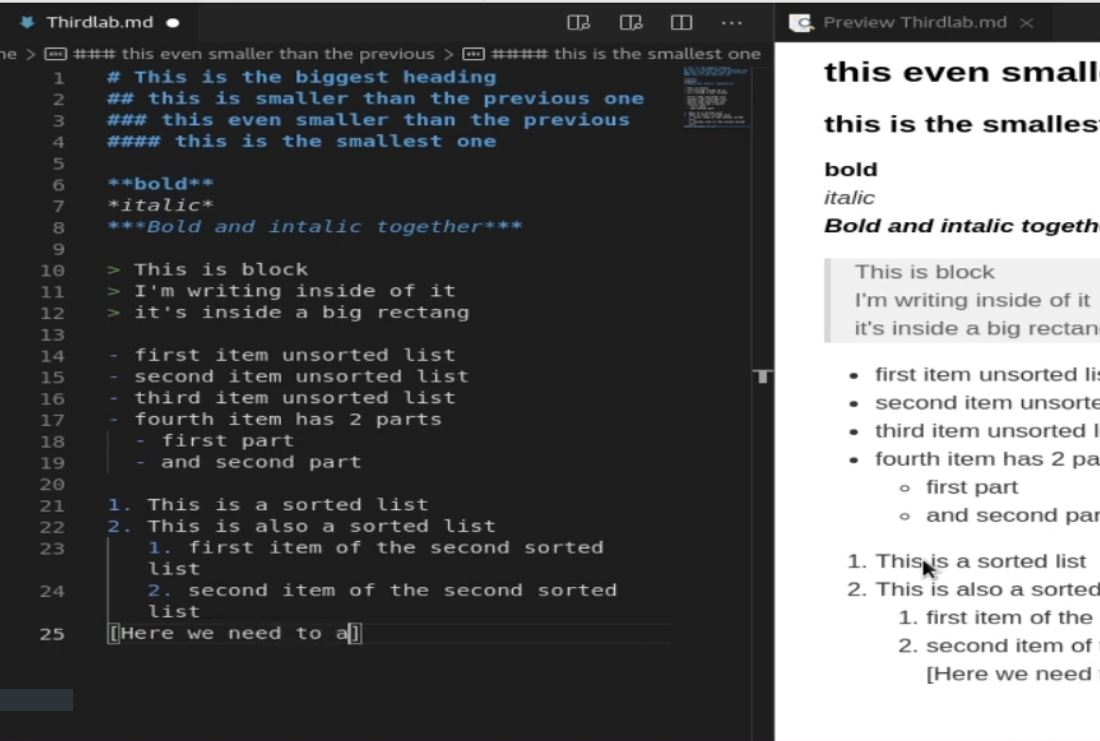 Thirdlab.md
Preview Thirdlab.md
ne > ### this even smaller than the previous > #### this is the smallest one
1 # This is the biggest heading
2 ## this is smaller than the previous one
3 ### this even smaller than the previous
4 #### this is the smallest one
5
6 **bold**
7 *italic*
8 ***Bold and intalic together***
9
10 > This is block
11 > I'm writing inside of it
12 > it's inside a big rectang
13
14 - first item unsorted list
15 - second item unsorted list
16 - third item unsorted list
17 - fourth item has 2 parts
18 - first part
19 - and second part
20
21 1. This is a sorted list
22 2. This is also a sorted list
23 1. first item of the second sorted
list
24 2. second item of the second sorted
list
25 [Here we need to a]
this even small
this is the smalles
bold
italic
Bold and intalic togeth
This is block
I'm writing inside of it
it's inside a big rectan
• first item unsorted lis
• second item unsorte
• third item unsorted l
• fourth item has 2 pa
◦ first part
◦ and second par
1. This is a sorted list
2. This is also a sorted
1. first item of the
2. second item of
[Here we need